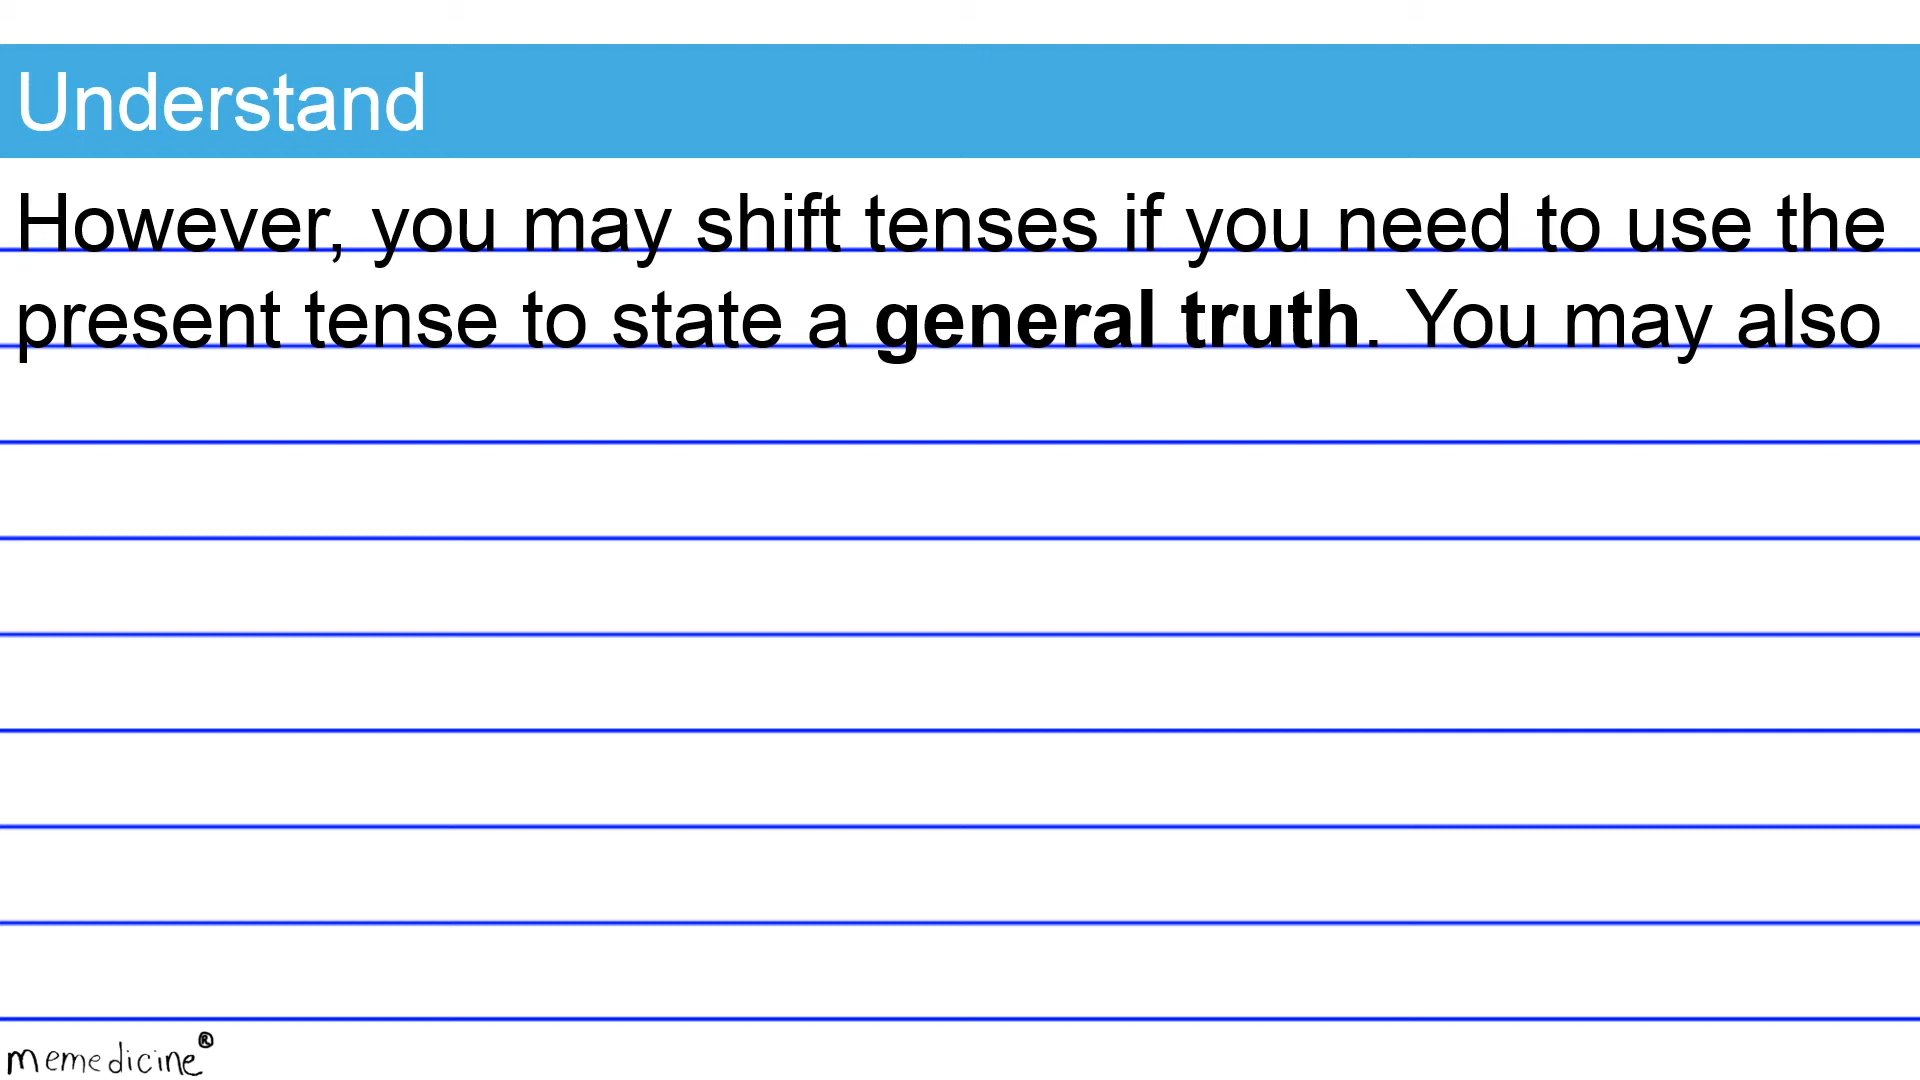 Understand
However, you may shift tenses if you need to use the
present tense to state a general truth. You may also
memedicine®